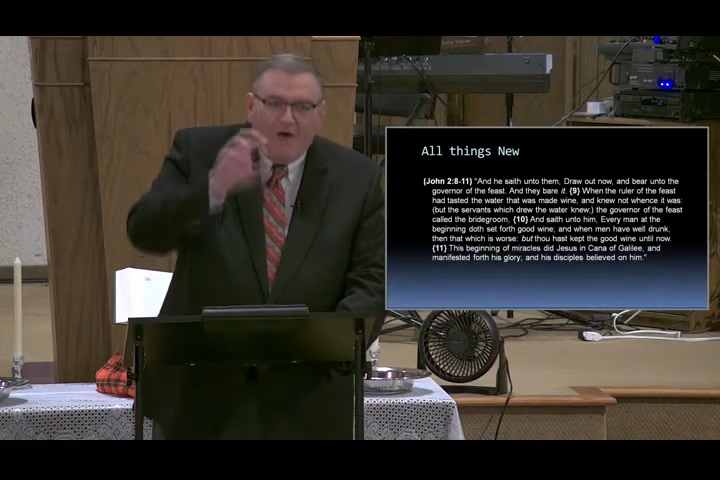 All things New
(John 2:8-11) "And he saith unto them, Draw out now, and bear unto the
governor of the feast. And they bare it. {9} When the ruler of the feast
had tasted the water that was made wine, and knew not whence it was:
(but the servants which drew the water knew;) the governor of the feast
called the bridegroom, {10} And saith unto him, Every man at the
beginning doth set forth good wine; and when men have well drunk,
then that which is worse: but thou hast kept the good wine until now.
{11} This beginning of miracles did Jesus in Cana of Galilee, and
manifested forth his glory; and his disciples believed on him."